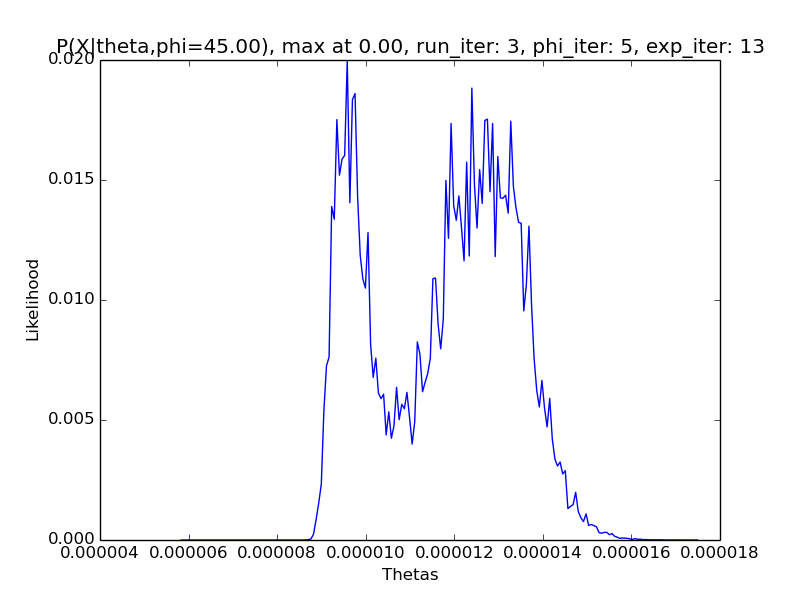 P(X|theta,phi=45.00), max at 0.00, run_iter: 3, phi_iter: 5, exp_iter: 13
0.020
0.015
0.010
0.005
0.000
Likelihood
0.000004 0.000006 0.000008 0.000010 0.000012 0.000014 0.000016 0.000018
Thetas